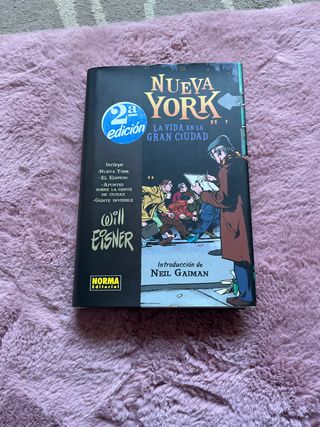 NUEVA
YORK
LA VIDA EN LA
GRAN CIUDAD
2ª
edición
Incluye
·NUEVA YORK
·EL EDIFICIO
·APUNTES
SOBRE LA GENTE
DE CIUDAD
·GENTE INVISIBLE
Will
EISNER
Introducción de
NEIL GAIMAN
NORMA
Editorial